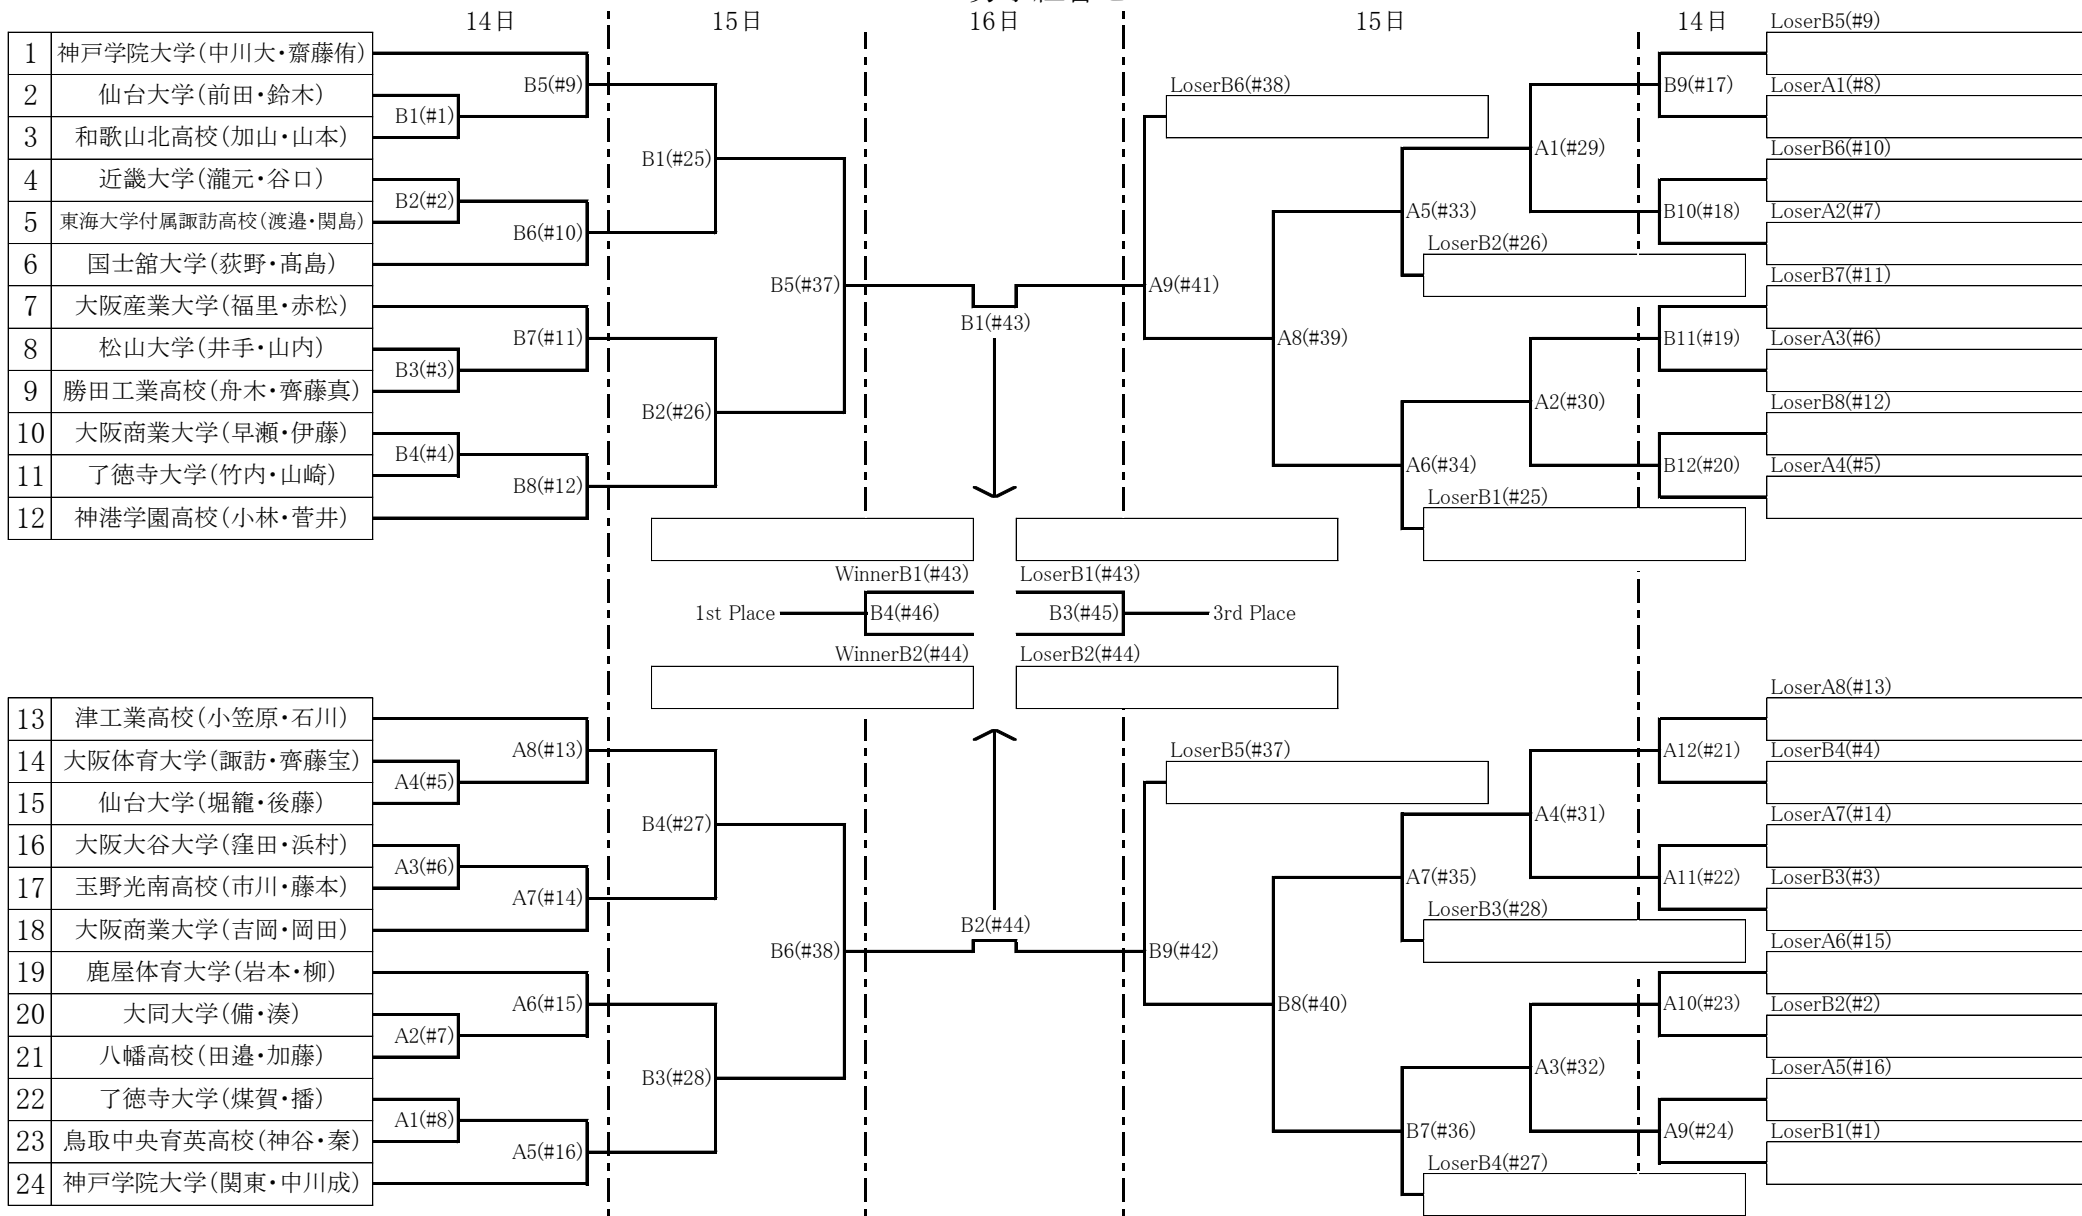 14日
15日
16日
15日
14日
1 神戸学院大学(中川大・齋藤侑)
2 仙台大学(前田・鈴木)
3 和歌山北高校(加山・山本)
4 近畿大学(瀧元・谷口)
5 東海大学付属諏訪高校(渡邉・関島)
6 国士舘大学(荻野・髙島)
7 大阪産業大学(福里・赤松)
8 松山大学(井手・山内)
9 勝田工業高校(舟木・齊藤真)
10 大阪商業大学(早瀬・伊藤)
11 了徳寺大学(竹内・山崎)
12 神港学園高校(小林・菅井)
B1(#1)
B2(#2)
B3(#3)
B4(#4)
B5(#9)
B6(#10)
B7(#11)
B8(#12)
B1(#25)
B2(#26)
B5(#37)
B1(#43)
LoserB6(#38)
A9(#41)
A8(#39)
A5(#33)
LoserB2(#26)
A6(#34)
LoserB1(#25)
A1(#29)
A2(#30)
B9(#17)
B10(#18)
B11(#19)
B12(#20)
LoserB5(#9)
LoserA1(#8)
LoserB6(#10)
LoserA2(#7)
LoserB7(#11)
LoserA3(#6)
LoserB8(#12)
LoserA4(#5)
WinnerB1(#43)
LoserB1(#43)
1st Place
B4(#46)
B3(#45)
3rd Place
WinnerB2(#44)
LoserB2(#44)
13 津工業高校(小笠原・石川)
14 大阪体育大学(諏訪・齊藤宝)
15 仙台大学(堀籠・後藤)
16 大阪大谷大学(窪田・浜村)
17 玉野光南高校(市川・藤本)
18 大阪商業大学(吉岡・岡田)
19 鹿屋体育大学(岩本・柳)
20 大同大学(備・湊)
21 八幡高校(田邉・加藤)
22 了徳寺大学(煤賀・播)
23 鳥取中央育英高校(神谷・秦)
24 神戸学院大学(関東・中川成)
A4(#5)
A3(#6)
A2(#7)
A1(#8)
A8(#13)
A7(#14)
A6(#15)
A5(#16)
B4(#27)
B3(#28)
B6(#38)
B2(#44)
LoserB5(#37)
B9(#42)
B8(#40)
A7(#35)
LoserB3(#28)
B7(#36)
LoserB4(#27)
A4(#31)
A3(#32)
A12(#21)
A11(#22)
A10(#23)
A9(#24)
LoserA8(#13)
LoserB4(#4)
LoserA7(#14)
LoserB3(#3)
LoserA6(#15)
LoserB2(#2)
LoserA5(#16)
LoserB1(#1)